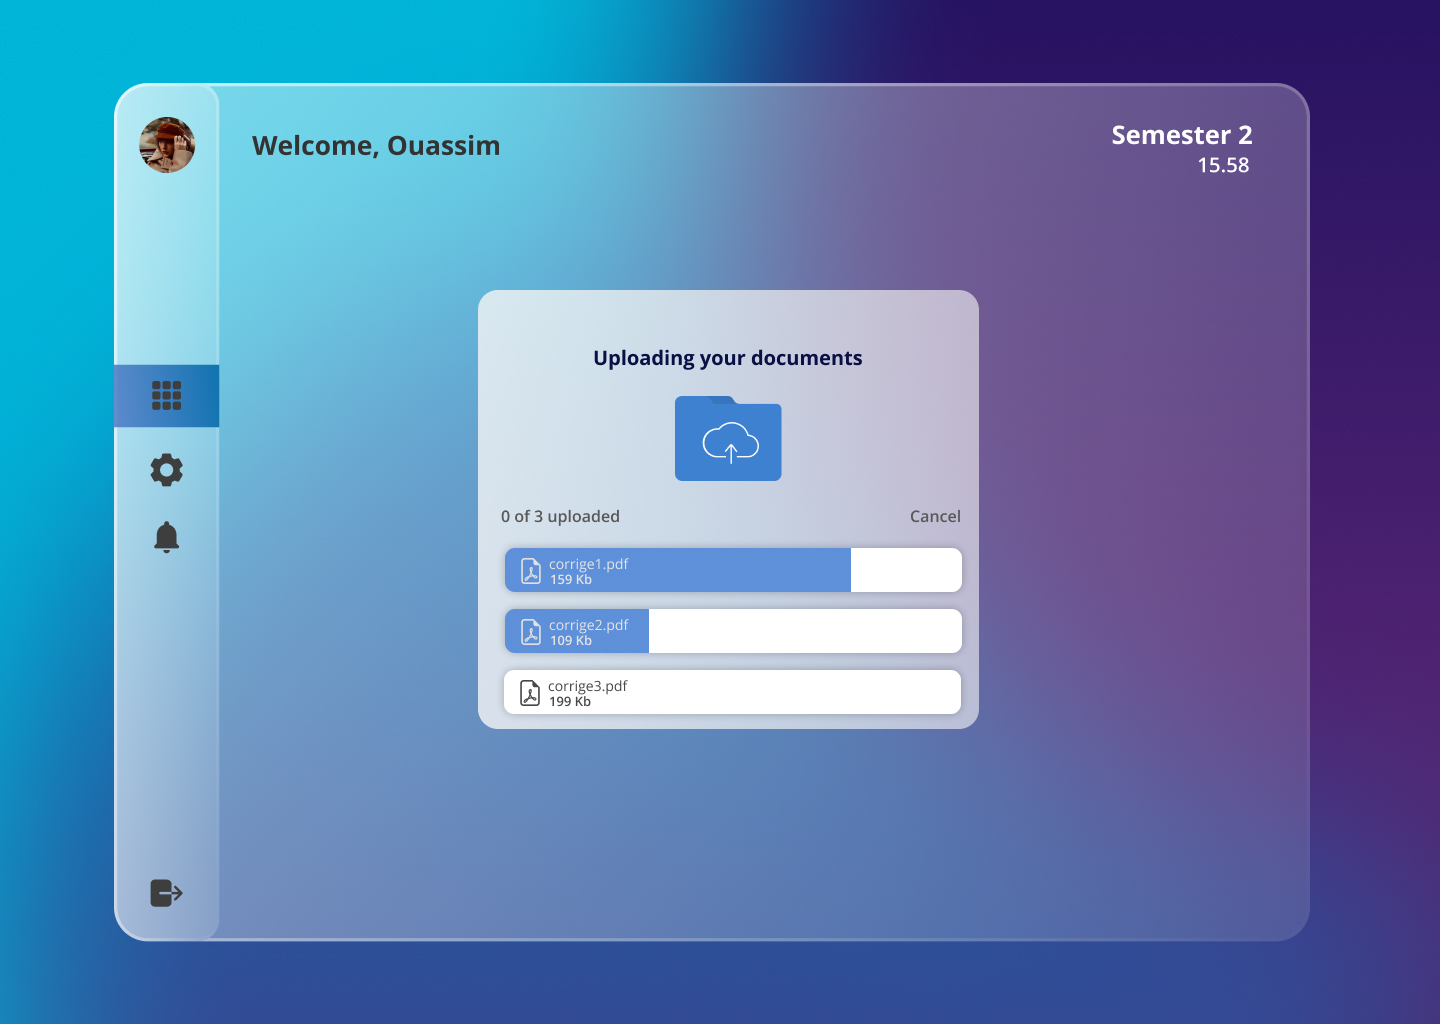 Welcome, Ouassim
Semester 2
15.58
Uploading your documents
0 of 3 uploaded
Cancel
corrige1.pdf
159 Kb
corrige2.pdf
109 Kb
corrige3.pdf
199 Kb